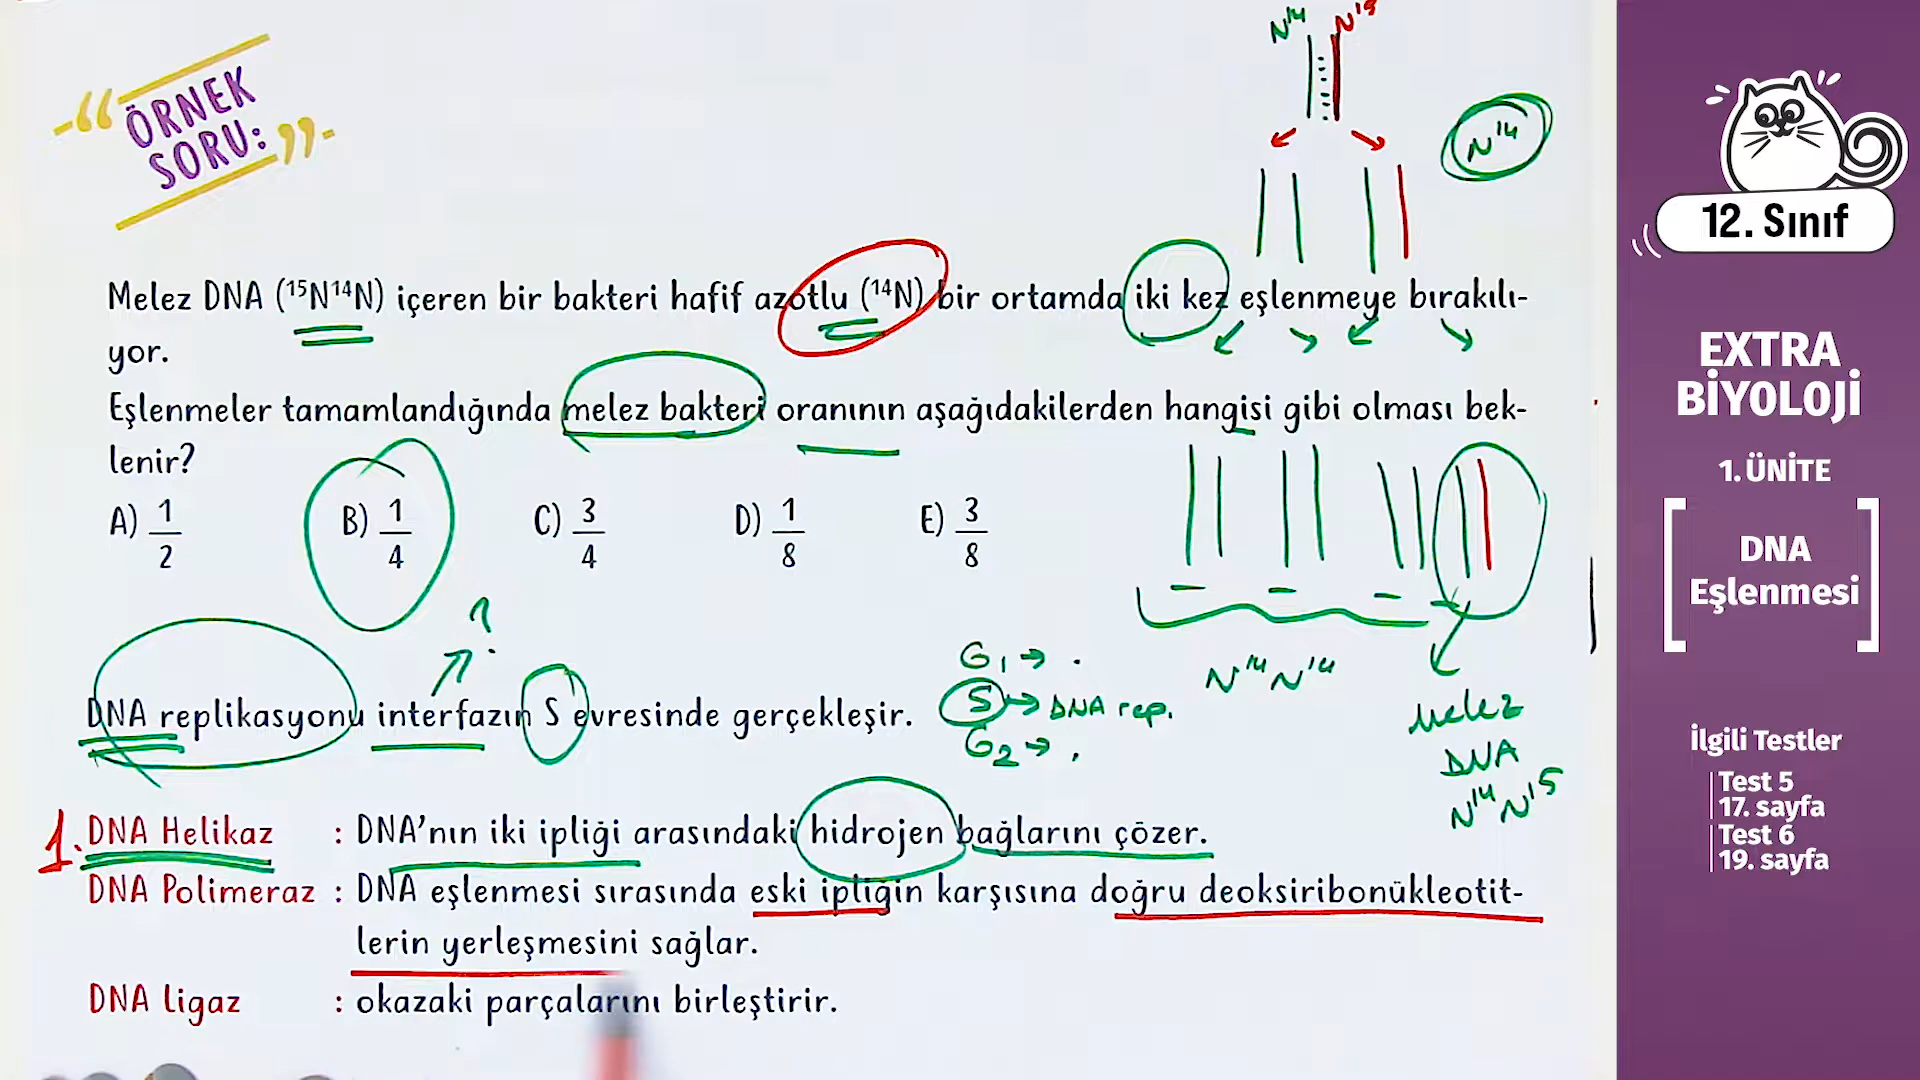 “ÖRNEK
SORU:”
N¹⁴ N¹⁵
N¹⁴
Melez DNA (¹⁵N¹⁴N) içeren bir bakteri hafif azotlu (¹⁴N) bir ortamda iki kez eşlenmeye bırakılı-
yor.
Eşlenmeler tamamlandığında melez bakteri oranının aşağıdakilerden hangisi gibi olması bek-
lenir?
A) 1/2 B) 1/4 C) 3/4 D) 1/8 E) 3/8
?
DNA replikasyonu interfazın S evresinde gerçekleşir.
G₁ → .
S → DNA rep.
G₂ → .
N¹⁴N¹⁴
Melez
DNA
N¹⁴N¹⁵
1. DNA Helikaz : DNA’nın iki ipliği arasındaki hidrojen bağlarını çözer.
DNA Polimeraz : DNA eşlenmesi sırasında eski ipliğin karşısına doğru deoksiribonükleotit-
lerin yerleşmesini sağlar.
DNA Ligaz : okazaki parçalarını birleştirir.
12. Sınıf
EXTRA
BİYOLOJİ
1. ÜNİTE
DNA
Eşlenmesi
İlgili Testler
Test 5
17. sayfa
Test 6
19. sayfa